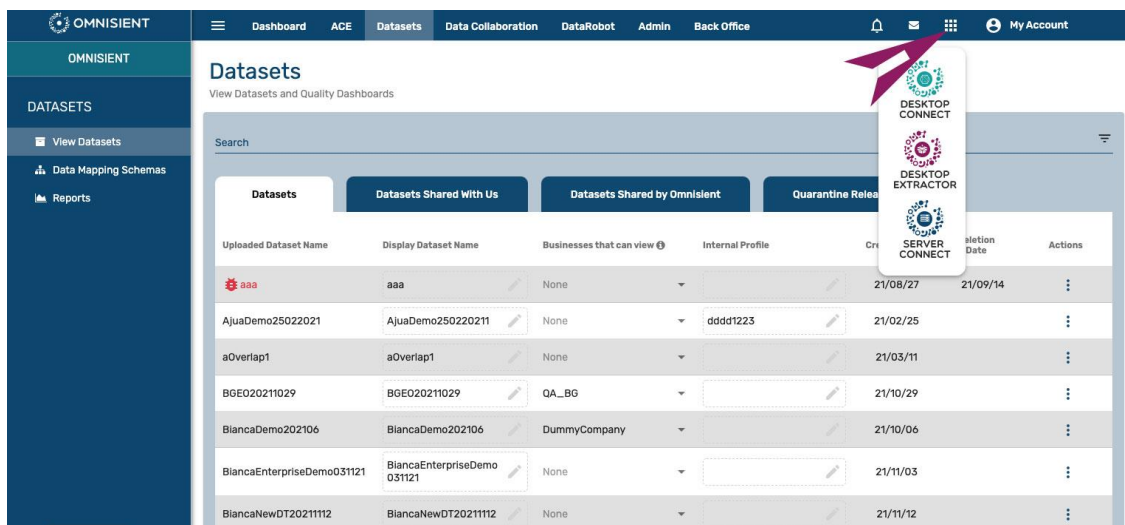 OMNISIENT
Dashboard ACE Datasets Data Collaboration DataRobot Admin Back Office My Account
OMNISIENT
DATASETS
View Datasets
Data Mapping Schemas
Reports
Datasets
View Datasets and Quality Dashboards
Search
DESKTOP
CONNECT
DESKTOP
EXTRACTOR
SERVER
CONNECT
Datasets Datasets Shared With Us Datasets Shared by Omnisient Quarantine Relea
Uploaded Dataset Name Display Dataset Name Businesses that can view Internal Profile Cre eletion
Date Actions
aaa aaa None 21/08/27 21/09/14
AjuaDemo25022021 AjuaDemo250220211 None dddd1223 21/02/25
aOverlap1 aOverlap1 None 21/03/11
BGEO20211029 BGEO20211029 QA_BG 21/10/29
BiancaDemo202106 BiancaDemo202106 DummyCompany 21/10/06
BiancaEnterpriseDemo031121 BiancaEnterpriseDemo
031121 None 21/11/03
BiancaNewDT20211112 BiancaNewDT20211112 None 21/11/12